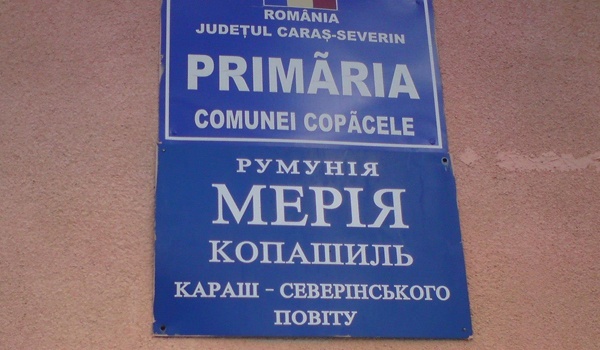 ROMÂNIA
JUDEȚUL CARAȘ-SEVERIN
PRIMÃRIA
COMUNEI COPÃCELE
РУМУНІЯ
МЕРІЯ
КОПАШИЛЬ
КАРАШ – СЕВЕРІНСЬКОГО
ПОВІТУ